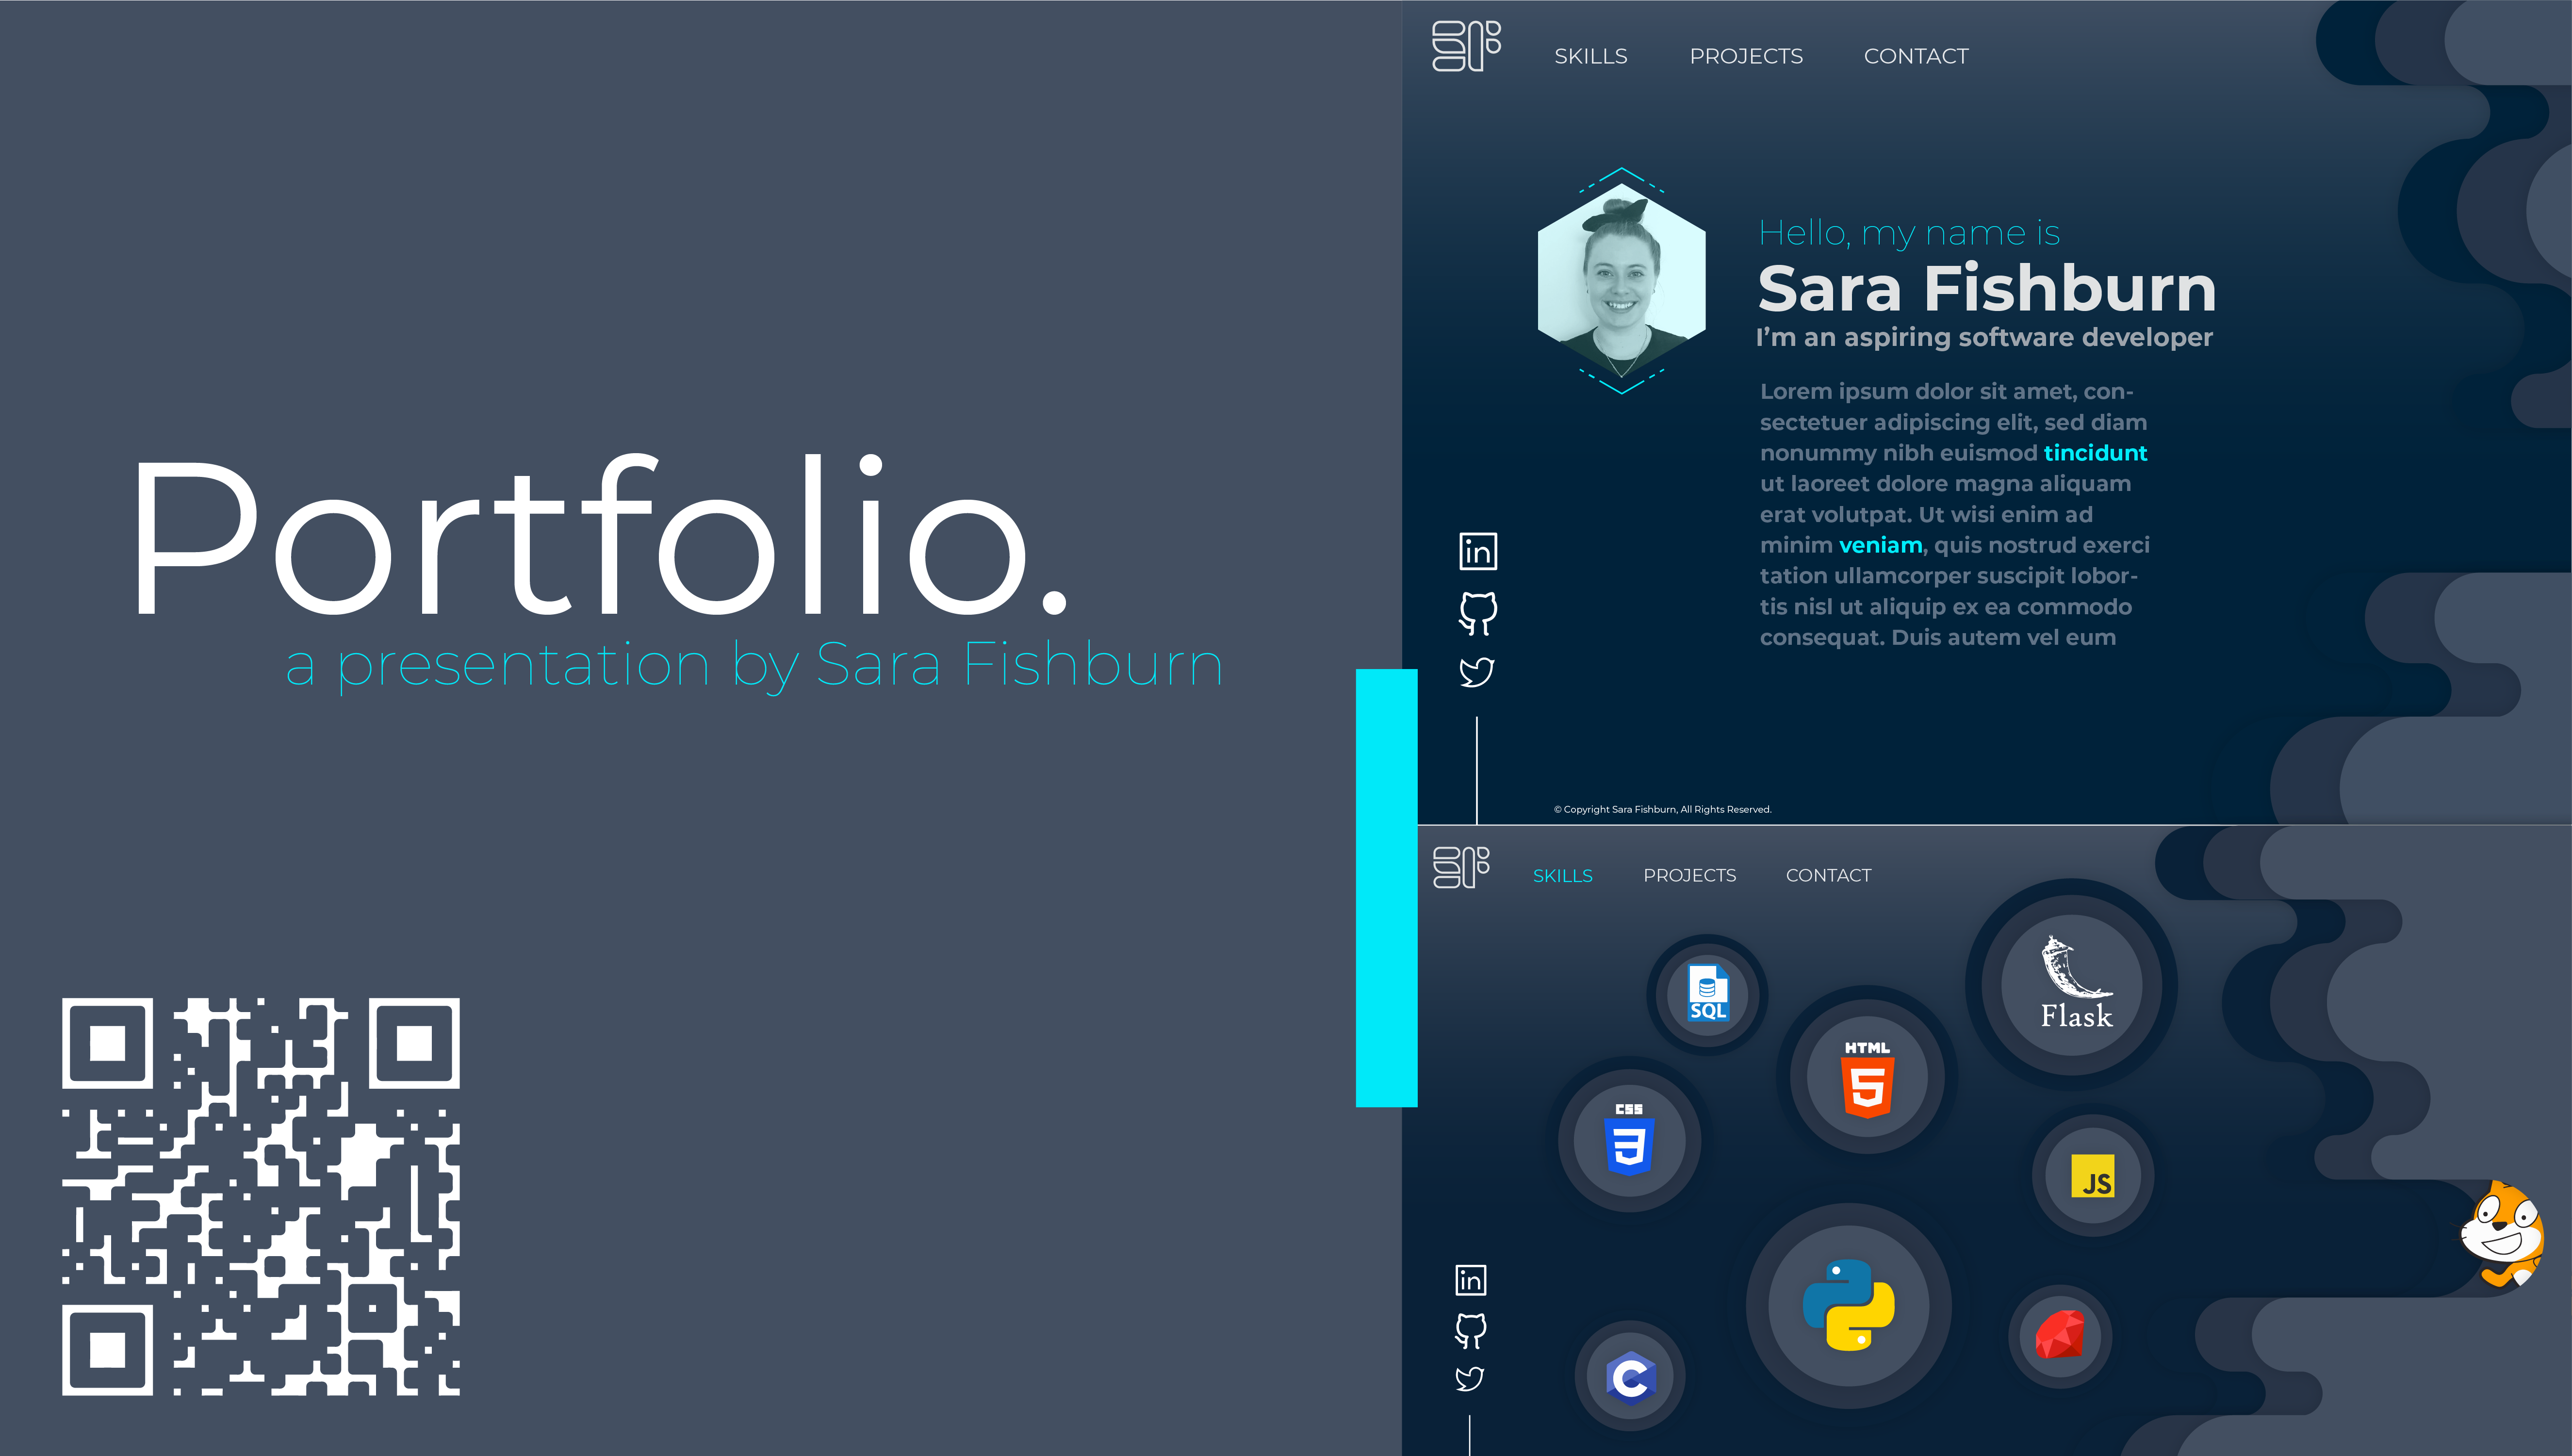 Portfolio.
a presentation by Sara Fishburn
SKILLS PROJECTS CONTACT
Hello, my name is
Sara Fishburn
I'm an aspiring software developer
Lorem ipsum dolor sit amet, con-
sectetuer adipiscing elit, sed diam
nonummy nibh euismod tincidunt
ut laoreet dolore magna aliquam
erat volutpat. Ut wisi enim ad
minim veniam, quis nostrud exerci
tation ullamcorper suscipit lobor-
tis nisl ut aliquip ex ea commodo
consequat. Duis autem vel eum
in
© Copyright Sara Fishburn, All Rights Reserved.
SKILLS PROJECTS CONTACT
SQL
Flask
HTML
5
CSS
3
JS
in
C